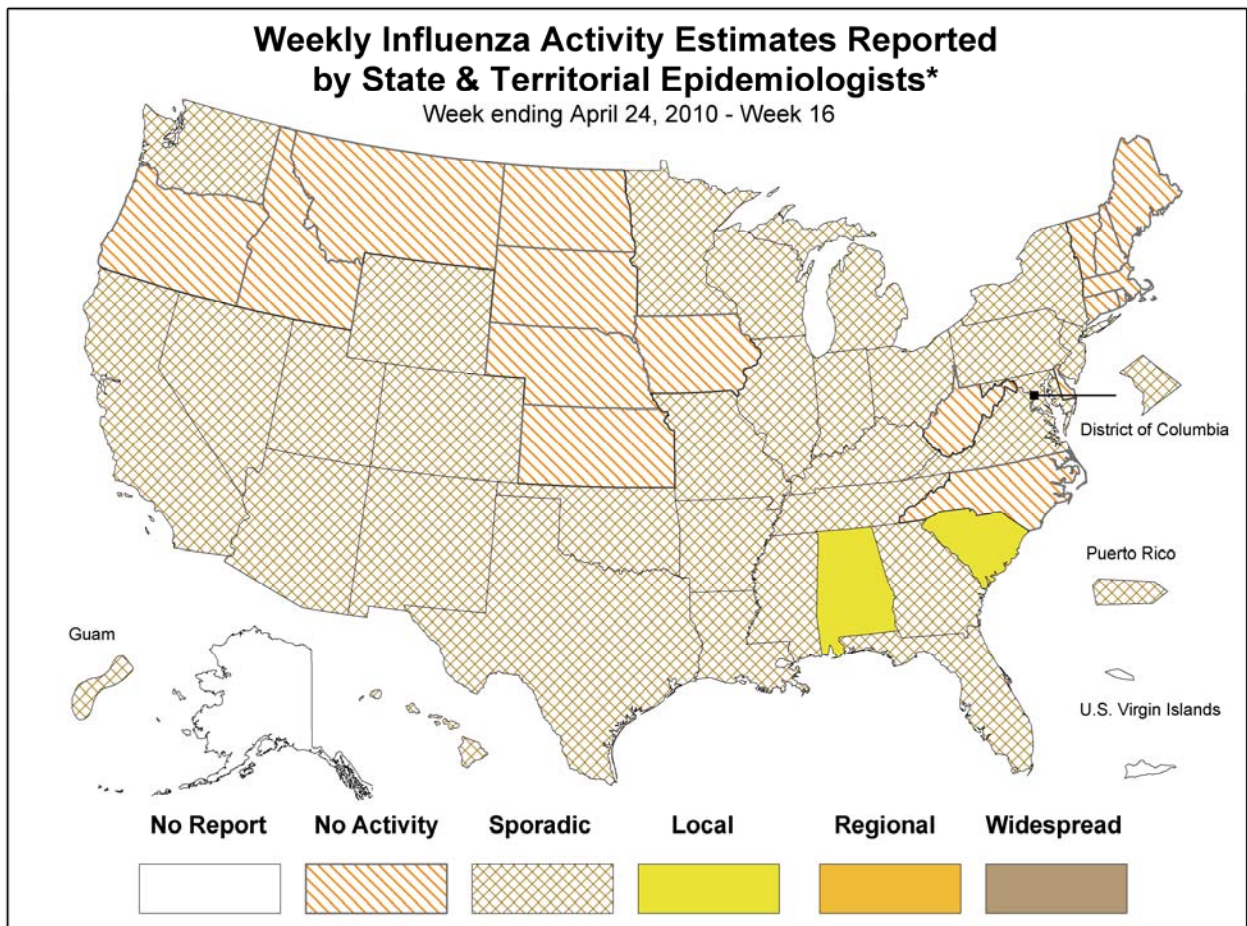 Weekly Influenza Activity Estimates Reported
by State & Territorial Epidemiologists*
Week ending April 24, 2010 - Week 16
District of Columbia
Puerto Rico
Guam
U.S. Virgin Islands
No Report No Activity Sporadic Local Regional Widespread